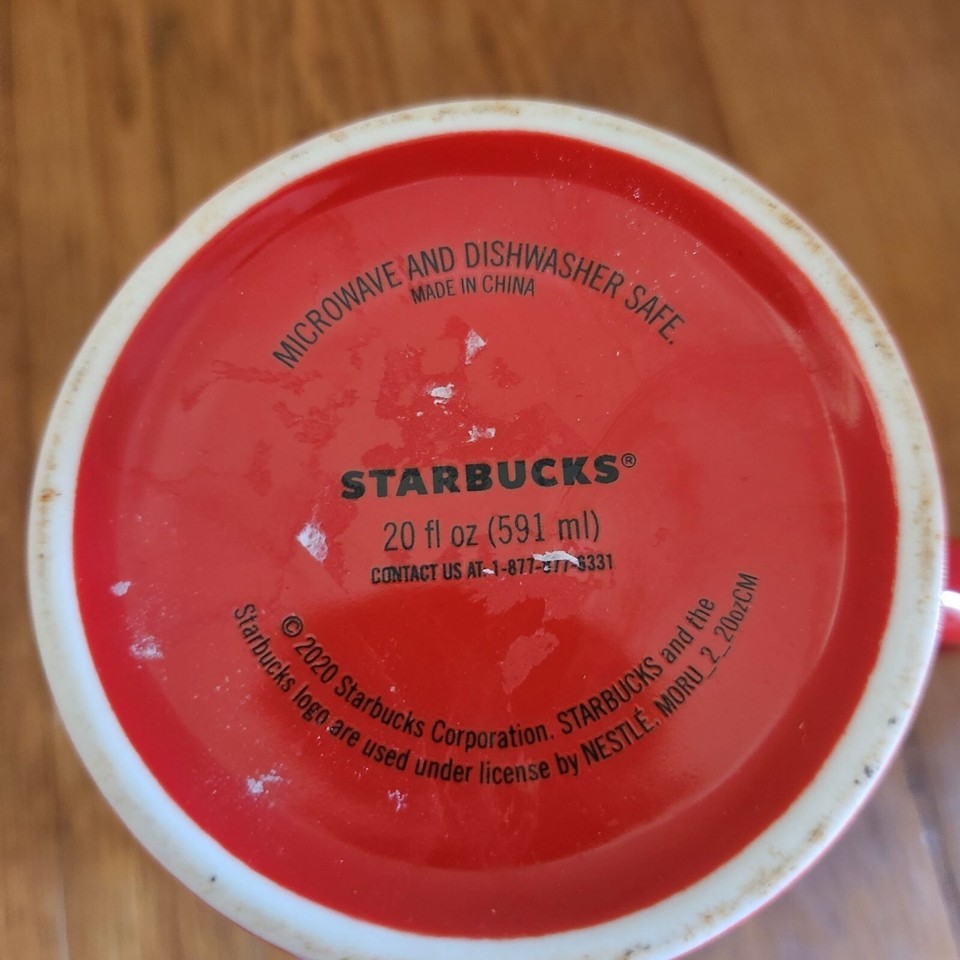 MICROWAVE AND DISHWASHER SAFE.
MADE IN CHINA
STARBUCKS®
20 fl oz (591 ml)
CONTACT US AT 1-877-
© 2020 Starbucks Corporation. STARBUCKS and the
Starbucks logo are used under license by NESTLÉ. MORU_2_20ozCM